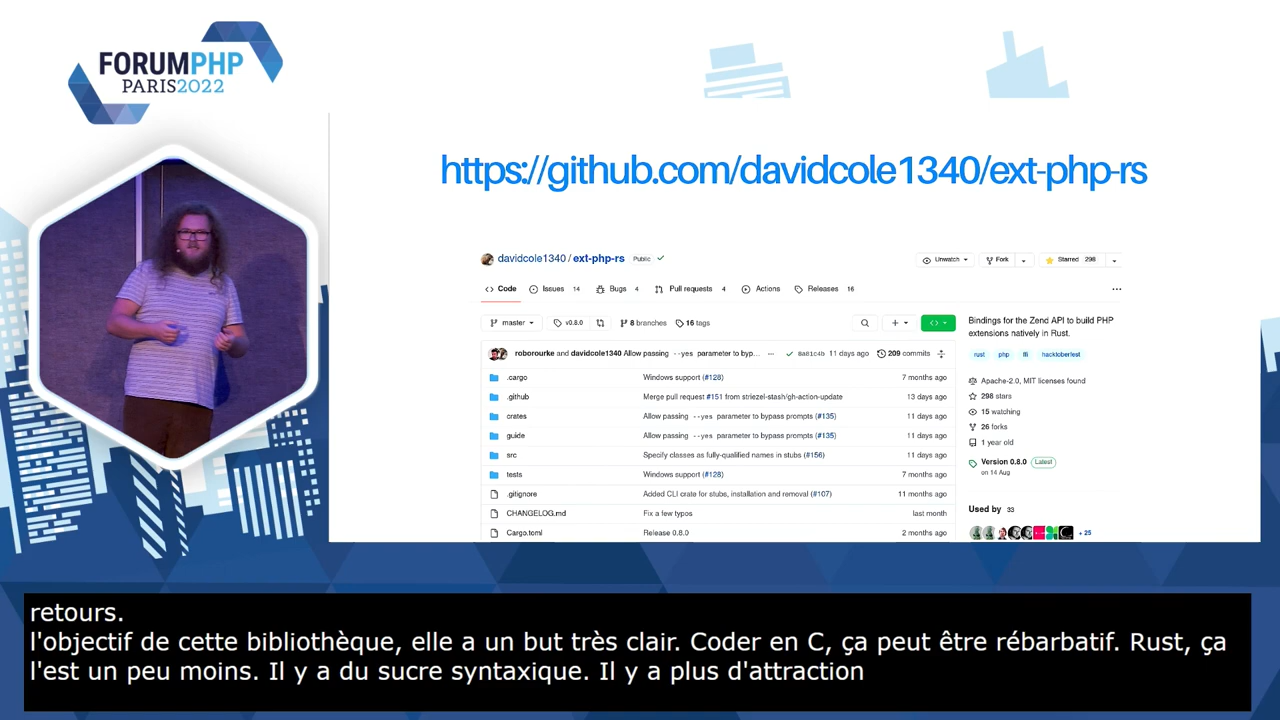 FORUMPHP
PARIS2022
https://github.com/davidcole1340/ext-php-rs
davidcole1340 / ext-php-rs Public
Unwatch Fork Starred 298
Code Issues 14 Bugs 4 Pull requests 4 Actions Releases 16
master v0.8.0 8 branches 16 tags
roborourke and davidcole1340 Allow passing --yes parameter to byp... 8a81c4b 11 days ago 209 commits
.cargo Windows support (#128) 7 months ago
.github Merge pull request #151 from striezel-stash/gh-action-update 13 days ago
crates Allow passing --yes parameter to bypass prompts (#135) 11 days ago
guide Allow passing --yes parameter to bypass prompts (#135) 11 days ago
src Specify classes as fully-qualified names in stubs (#156) 11 days ago
tests Windows support (#128) 7 months ago
.gitignore Added CLI crate for stubs, installation and removal (#107) 11 months ago
CHANGELOG.md Fix a few typos last month
Cargo.toml Release 0.8.0 2 months ago
Bindings for the Zend API to build PHP
extensions natively in Rust.
rust php ffi hacktoberfest
Apache-2.0, MIT licenses found
298 stars
15 watching
26 forks
1 year old
Version 0.8.0 Latest
on 14 Aug
Used by 33
+ 25
retours.
l'objectif de cette bibliothèque, elle a un but très clair. Coder en C, ça peut être rébarbatif. Rust, ça
l'est un peu moins. Il y a du sucre syntaxique. Il y a plus d'attraction